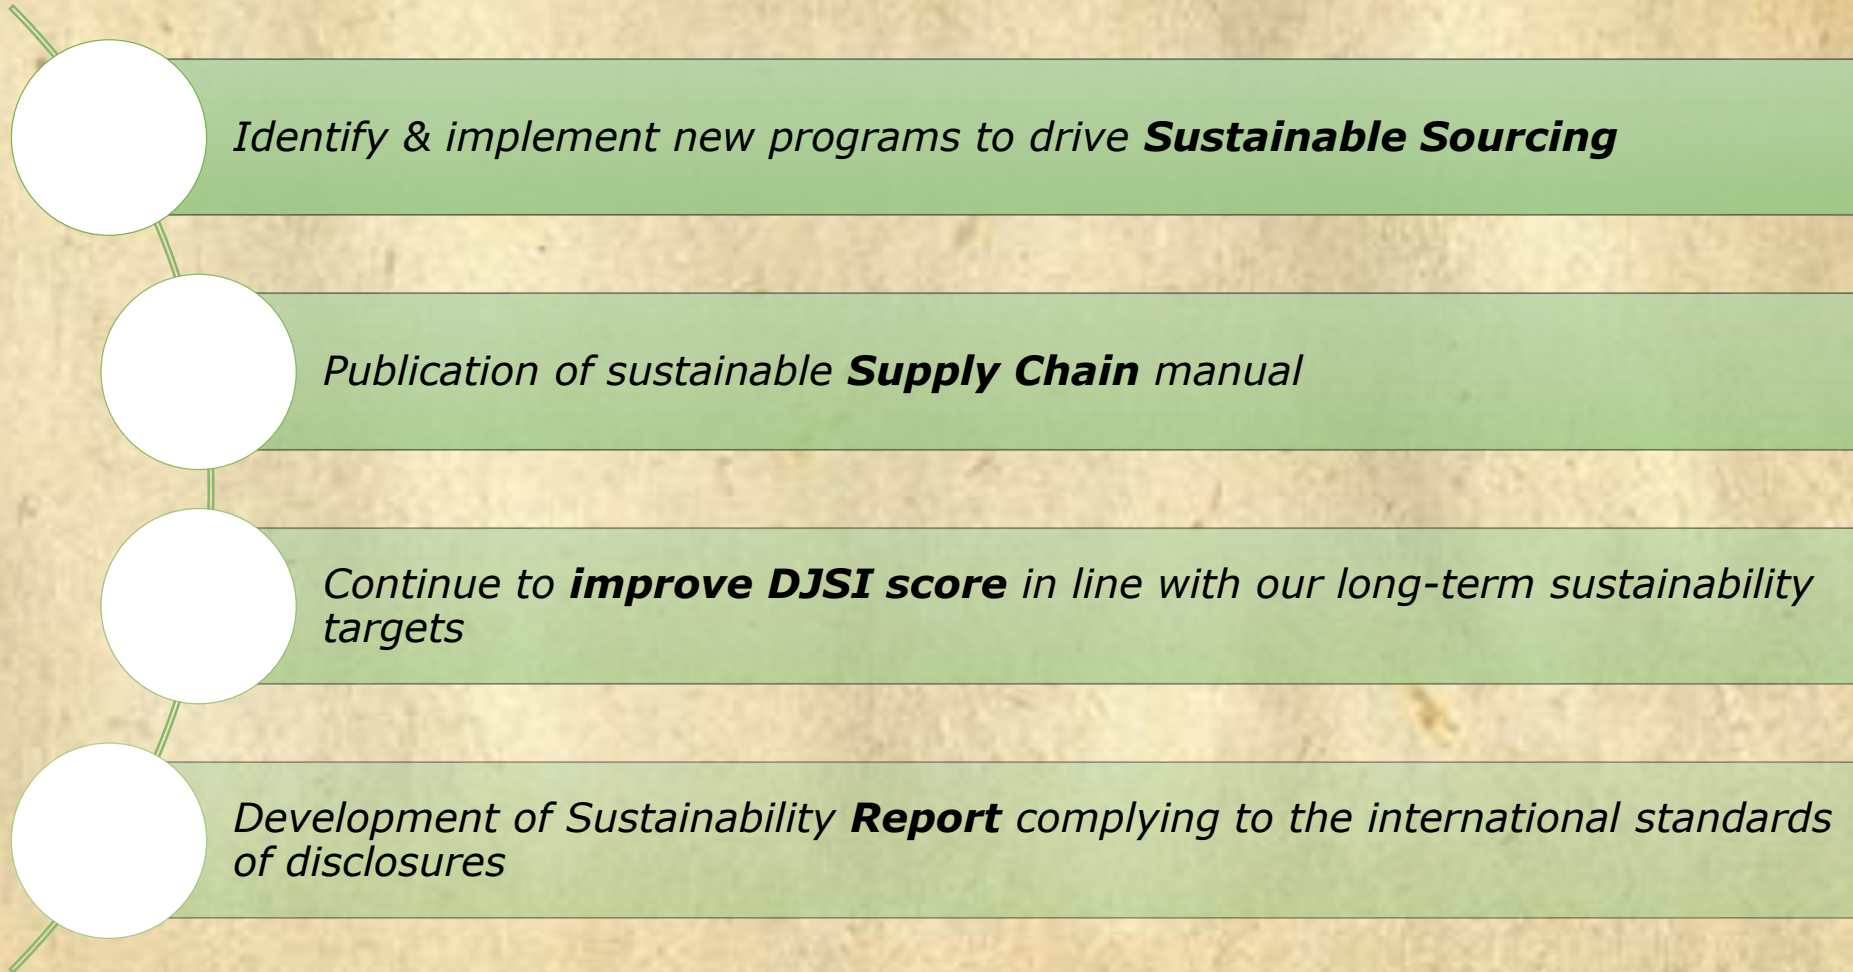 Identify & implement new programs to drive Sustainable Sourcing
Publication of sustainable Supply Chain manual
Continue to improve DJSI score in line with our long-term sustainability
targets
Development of Sustainability Report complying to the international standards
of disclosures